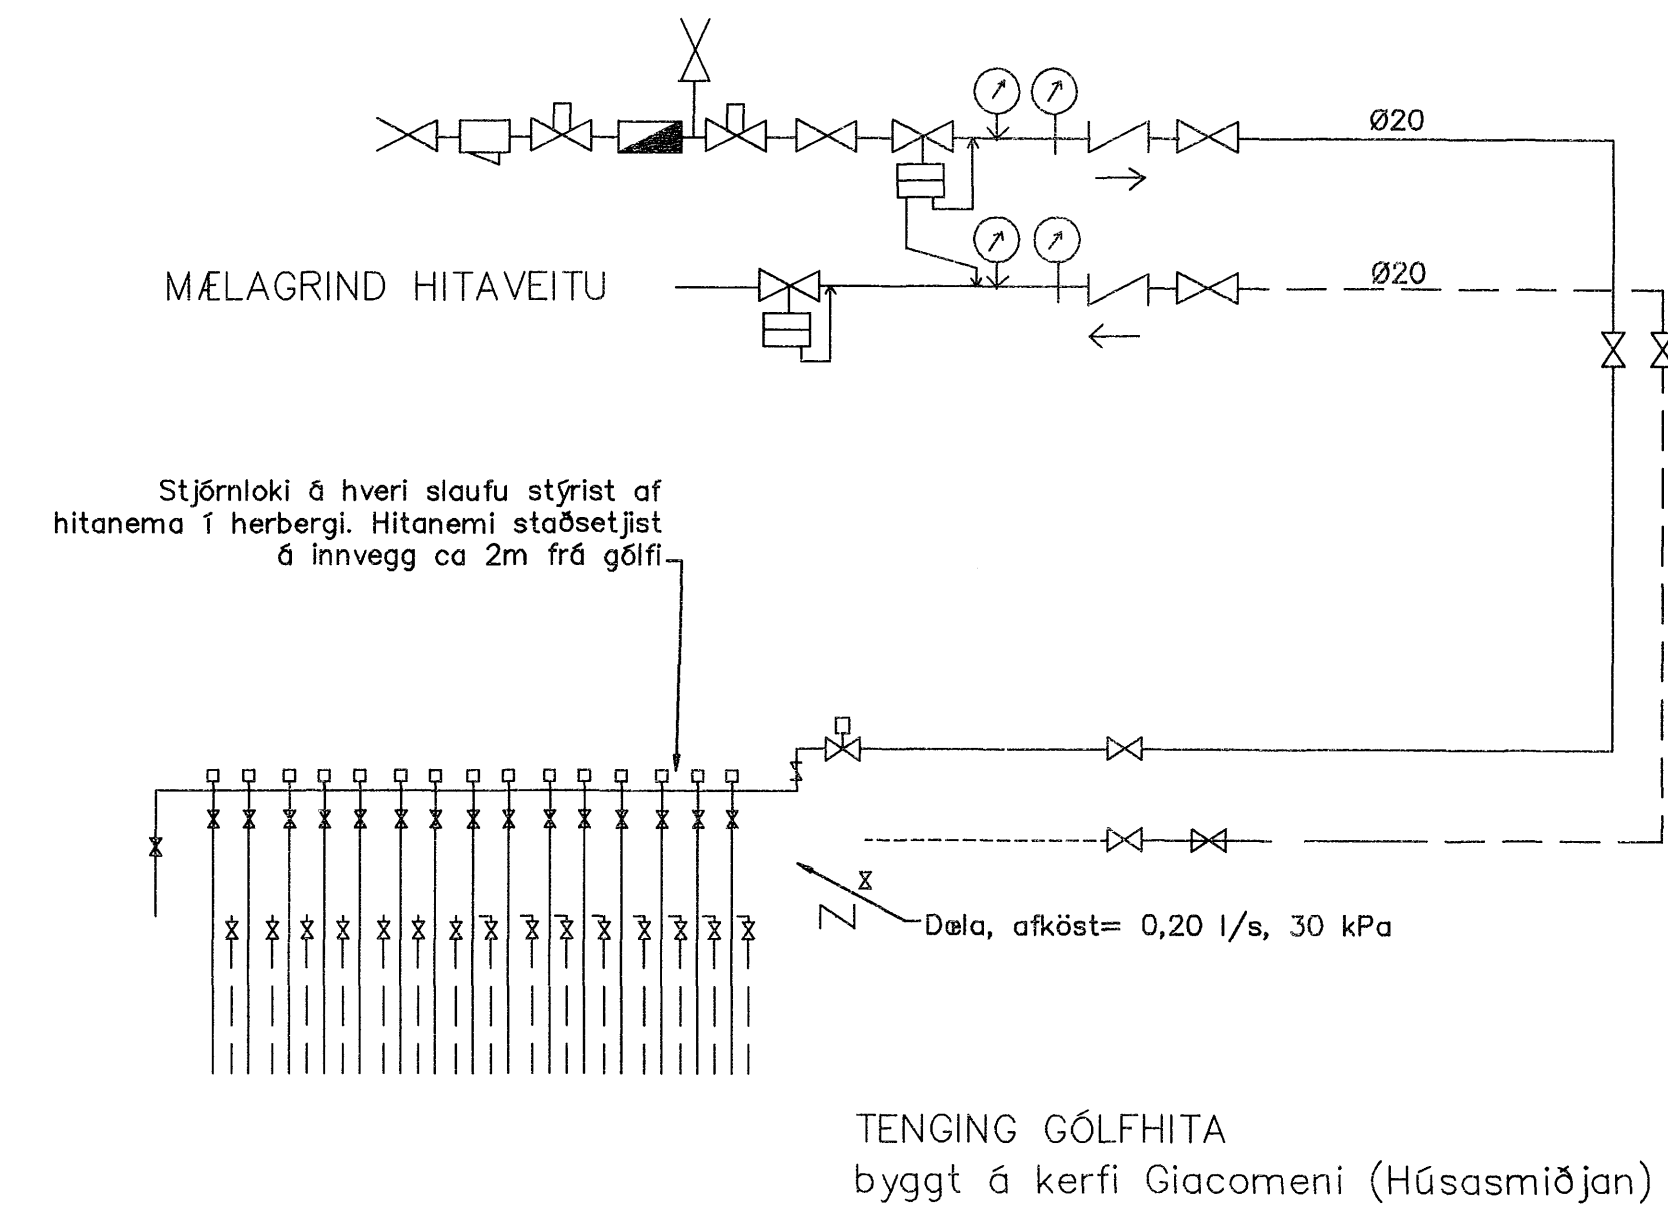 Ø20
MÆLAGRIND HITAVEITU
Ø20
Stjórnloki á hveri slaufu stýrist af
hitanema í herbergi. Hitanemi staðsetjist
á innvegg ca 2m frá gólfi
Dæla, afköst= 0,20 l/s, 30 kPa
TENGING GÓLFHITA
byggt á kerfi Giacomeni (Húsasmiðjan)